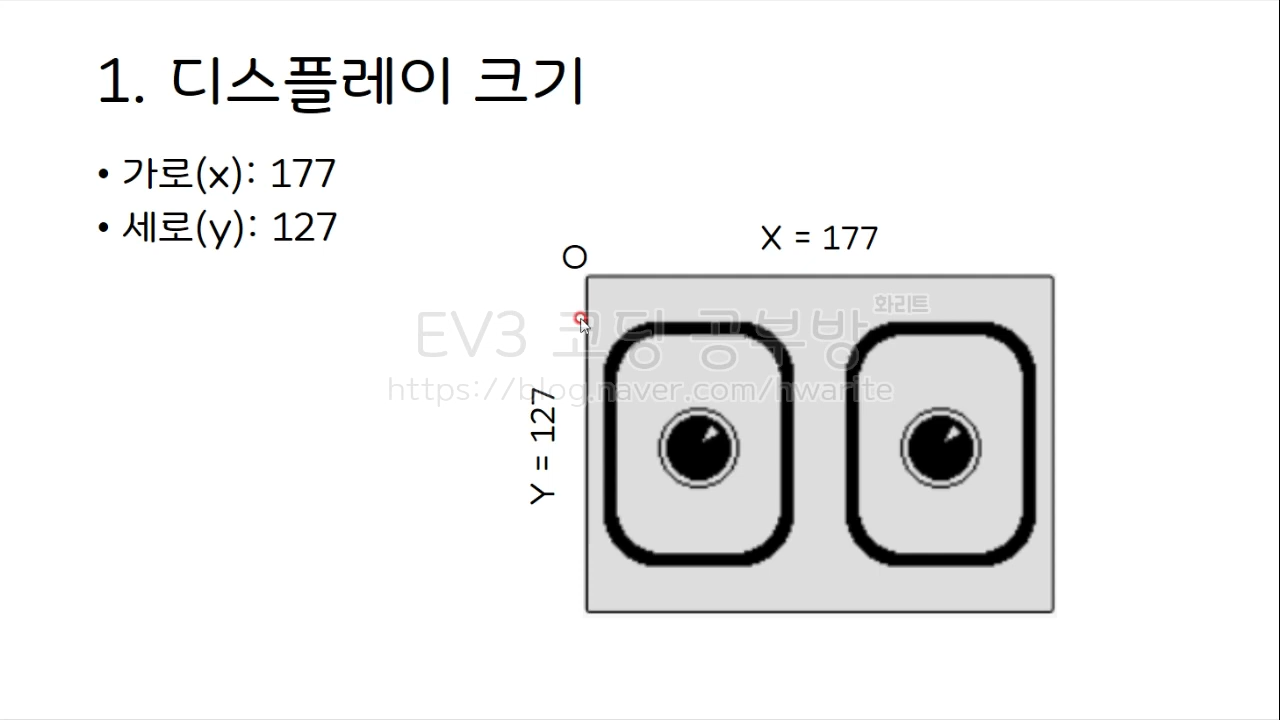 1. 디스플레이 크기
• 가로(x): 177
• 세로(y): 127
X = 177
O
Y = 127
화리트
EV3 코딩 공부방
https://blog.naver.com/hwarite